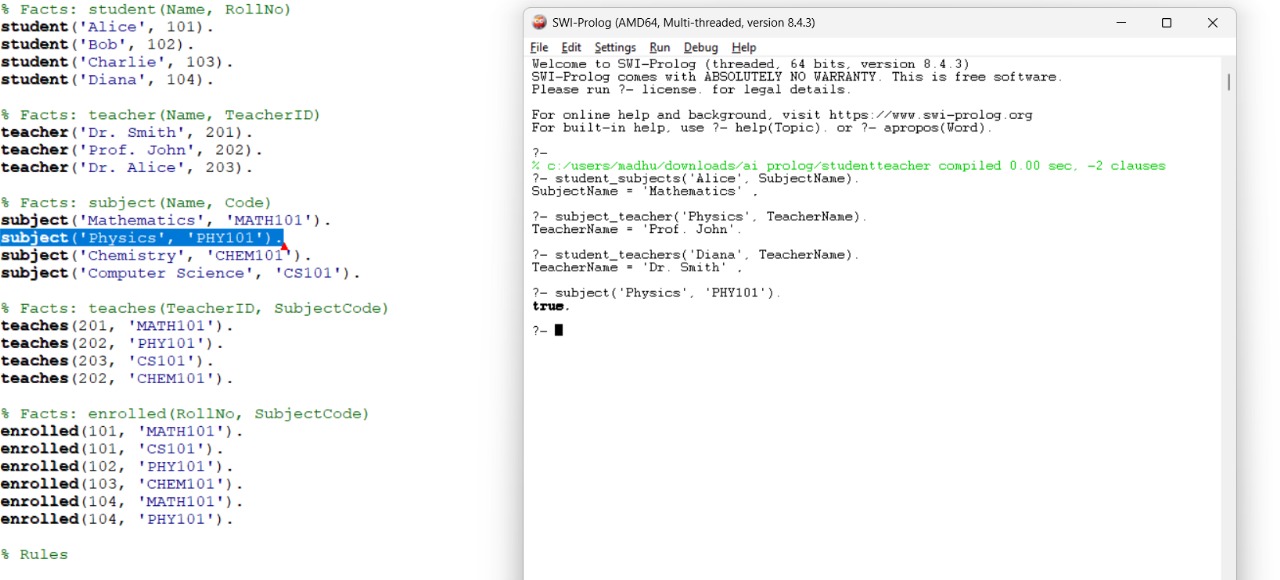 % Facts: student(Name, RollNo)
student('Alice', 101).
student('Bob', 102).
student('Charlie', 103).
student('Diana', 104).
% Facts: teacher(Name, TeacherID)
teacher('Dr. Smith', 201).
teacher('Prof. John', 202).
teacher('Dr. Alice', 203).
% Facts: subject(Name, Code)
subject('Mathematics', 'MATH101').
subject('Physics', 'PHY101').
subject('Chemistry', 'CHEM101').
subject('Computer Science', 'CS101').
% Facts: teaches(TeacherID, SubjectCode)
teaches(201, 'MATH101').
teaches(202, 'PHY101').
teaches(203, 'CS101').
teaches(202, 'CHEM101').
% Facts: enrolled(RollNo, SubjectCode)
enrolled(101, 'MATH101').
enrolled(101, 'CS101').
enrolled(102, 'PHY101').
enrolled(103, 'CHEM101').
enrolled(104, 'MATH101').
enrolled(104, 'PHY101').
% Rules
SWI-Prolog (AMD64, Multi-threaded, version 8.4.3)
File Edit Settings Run Debug Help
Welcome to SWI-Prolog (threaded, 64 bits, version 8.4.3)
SWI-Prolog comes with ABSOLUTELY NO WARRANTY. This is free software.
Please run ?- license. for legal details.
For online help and background, visit https://www.swi-prolog.org
For built-in help, use ?- help(Topic). or ?- apropos(Word).
?-
% c:/users/madhu/downloads/ai prolog/studentteacher compiled 0.00 sec, -2 clauses
?- student_subjects('Alice', SubjectName).
SubjectName = 'Mathematics' ,
?- subject_teacher('Physics', TeacherName).
TeacherName = 'Prof. John'.
?- student_teachers('Diana', TeacherName).
TeacherName = 'Dr. Smith' ,
?- subject('Physics', 'PHY101').
true.
?-